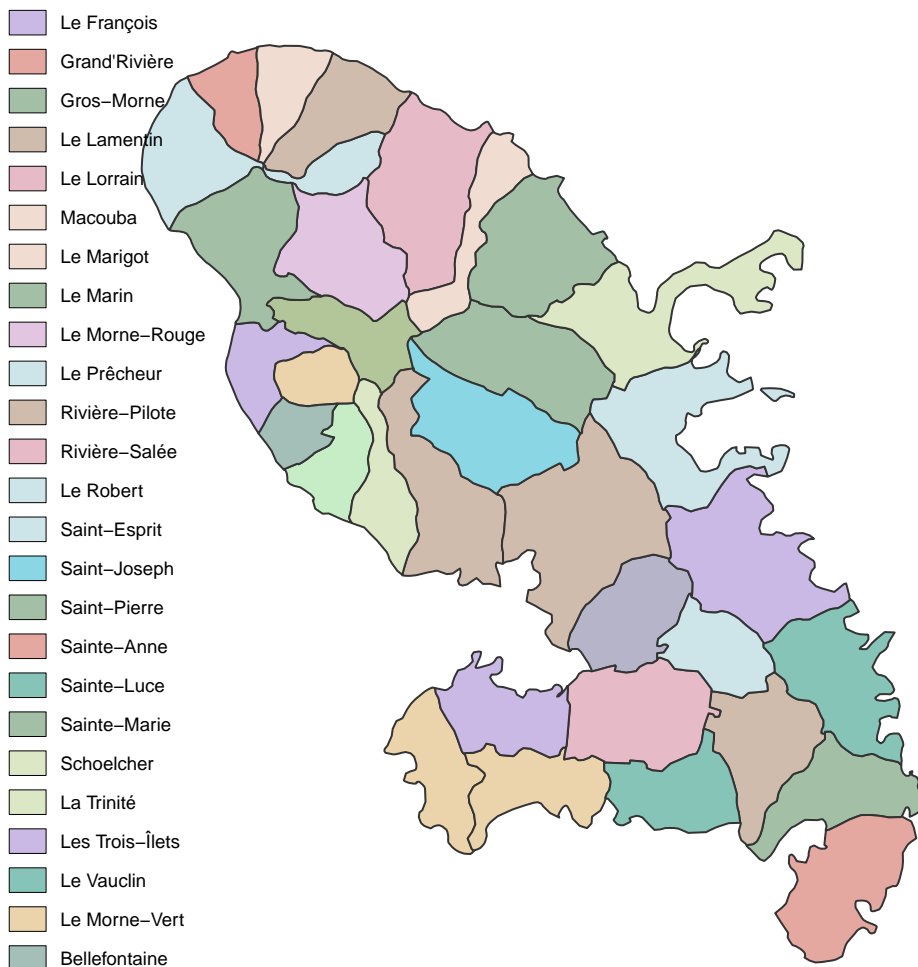 Le François
Grand'Rivière
Gros−Morne
Le Lamentin
Le Lorrain
Macouba
Le Marigot
Le Marin
Le Morne−Rouge
Le Prêcheur
Rivière−Pilote
Rivière−Salée
Le Robert
Saint−Esprit
Saint−Joseph
Saint−Pierre
Sainte−Anne
Sainte−Luce
Sainte−Marie
Schoelcher
La Trinité
Les Trois−Îlets
Le Vauclin
Le Morne−Vert
Bellefontaine